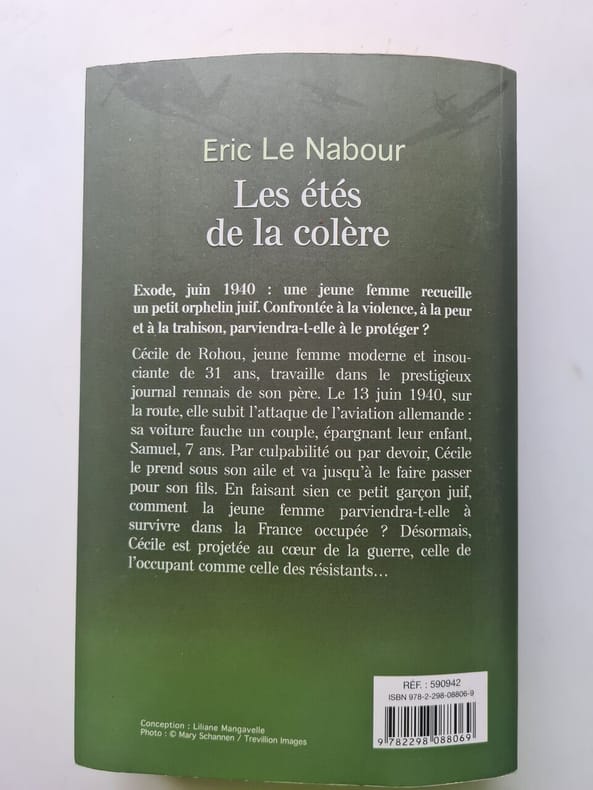 Eric Le Nabour
Les étés
de la colère
Exode, juin 1940 : une jeune femme recueille
un petit orphelin juif. Confrontée à la violence, à la peur
et à la trahison, parviendra-t-elle à le protéger ?
Cécile de Rohou, jeune femme moderne et insou-
ciante de 31 ans, travaille dans le prestigieux
journal rennais de son père. Le 13 juin 1940, sur
la route, elle subit l'attaque de l'aviation allemande :
sa voiture fauche un couple, épargnant leur enfant,
Samuel, 7 ans. Par culpabilité ou par devoir, Cécile
le prend sous son aile et va jusqu'à le faire passer
pour son fils. En faisant sien ce petit garçon juif,
comment la jeune femme parviendra-t-elle à
survivre dans la France occupée ? Désormais,
Cécile est projetée au cœur de la guerre, celle de
l'occupant comme celle des résistants…
RÉF. : 590942
ISBN 978-2-298-08806-9
9 782298 088069
Conception : Liliane Mangavelle
Photo : © Mary Schannen / Trevillion Images